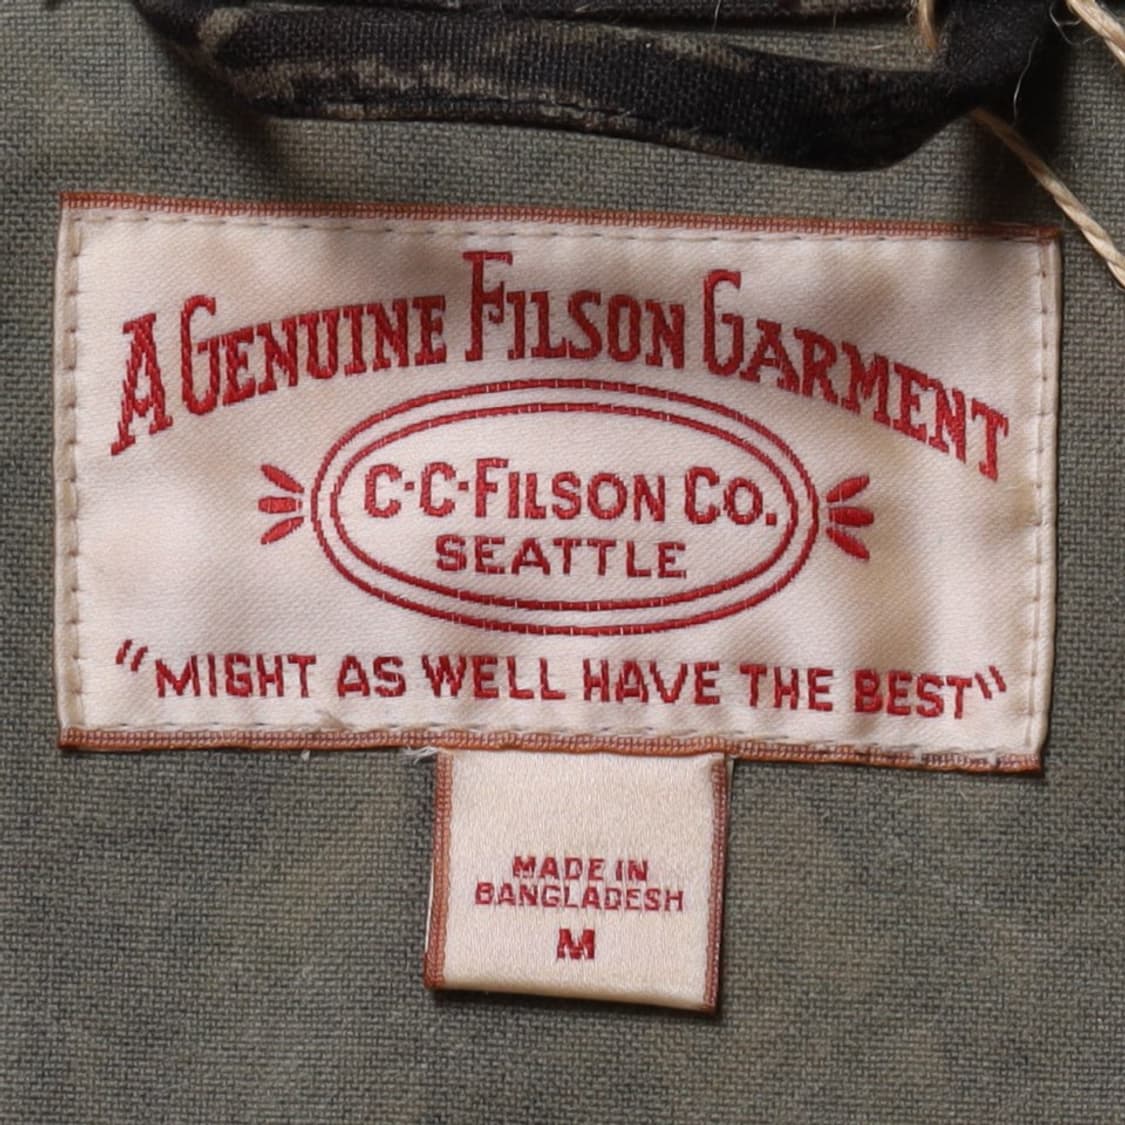 A GENUINE FILSON GARMENT
C·C·FILSON CO.
SEATTLE
“MIGHT AS WELL HAVE THE BEST”
MADE IN
BANGLADESH
M